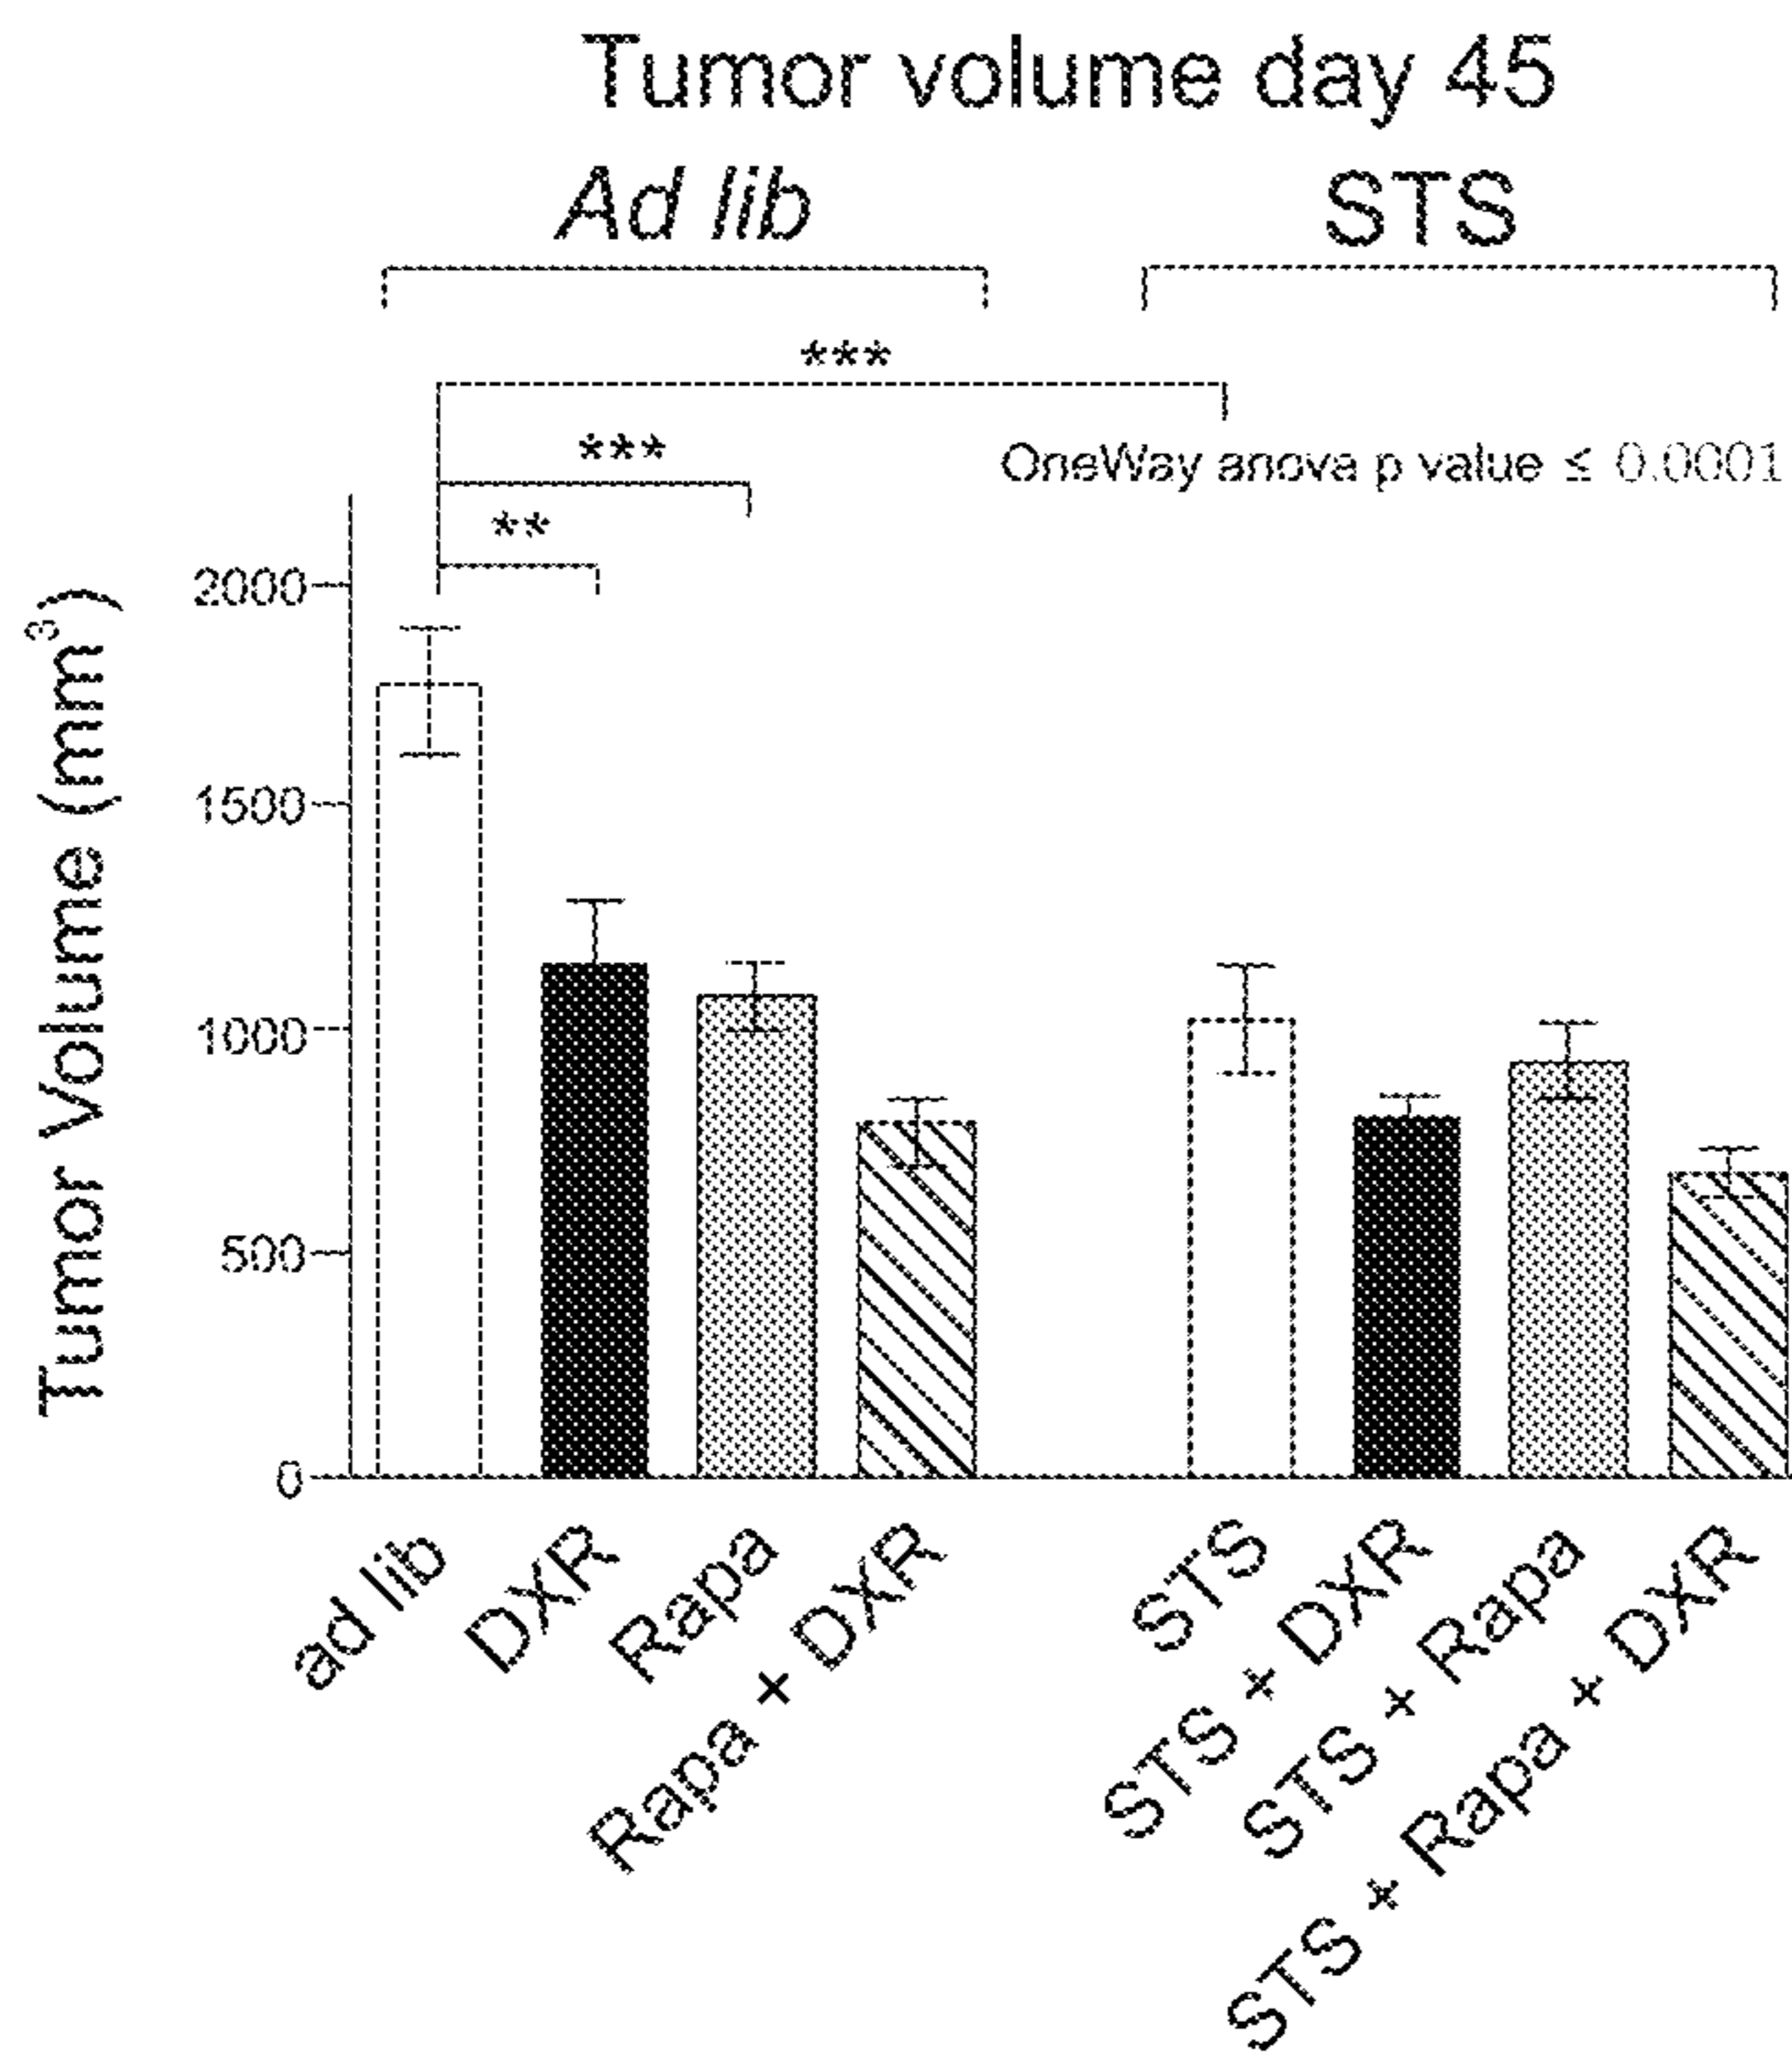 Tumor volume day 45
Ad lib
STS
***
OneWay anova p value ≤ 0.0001
***
**
Tumor Volume (mm³)
2000
1500
1000
500
0
ad lib
DXR
Rapa
Rapa + DXR
STS
STS + DXR
STS + Rapa
STS + Rapa + DXR